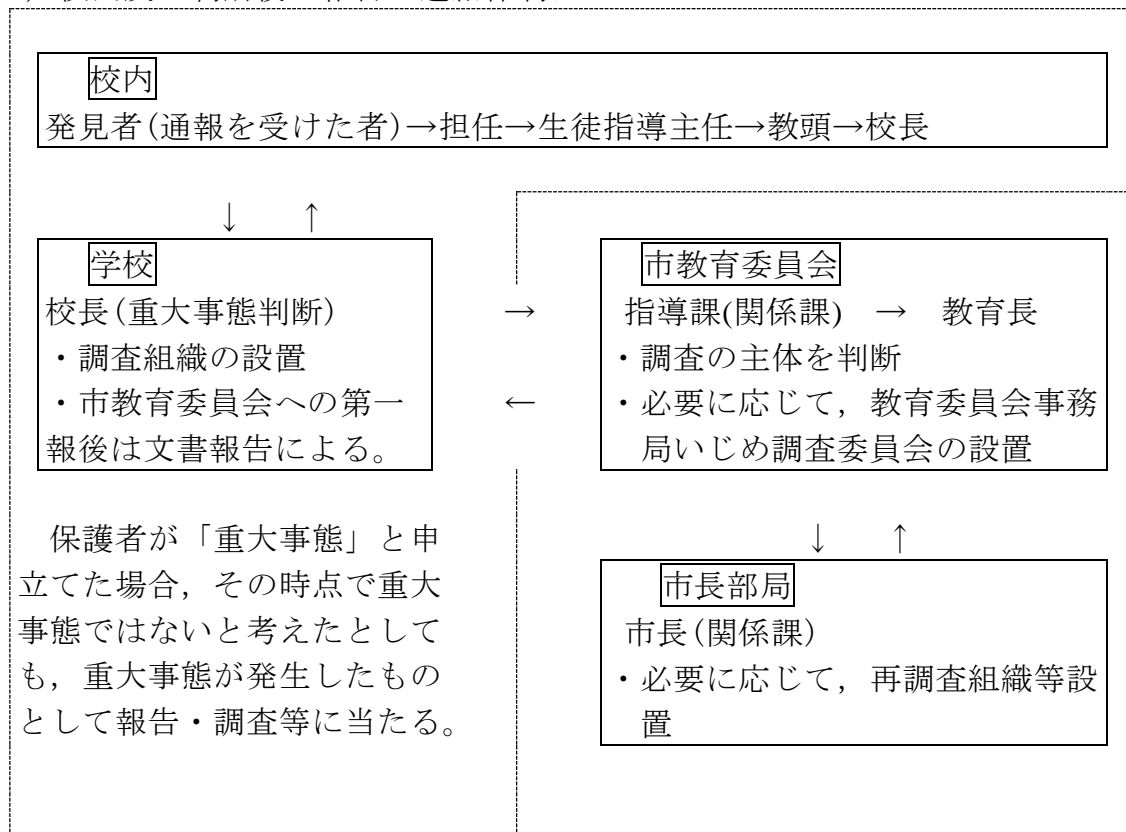 校内
発見者(通報を受けた者)→担任→生徒指導主任→教頭→校長
↓ ↑
学校
校長(重大事態判断)
・調査組織の設置
・市教育委員会への第一
報後は文書報告による。
→
←
市教育委員会
指導課(関係課) → 教育長
・調査の主体を判断
・必要に応じて，教育委員会事務
局いじめ調査委員会の設置
保護者が「重大事態」と申
立てた場合，その時点で重大
事態ではないと考えたとして
も，重大事態が発生したもの
として報告・調査等に当たる。
↓ ↑
市長部局
市長(関係課)
・必要に応じて，再調査組織等設
置